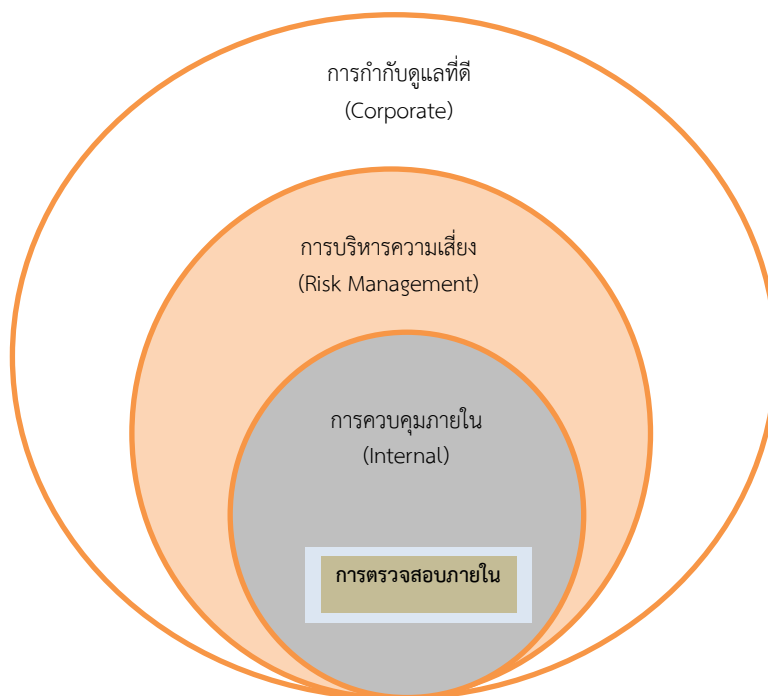 การกำกับดูแลที่ดี
(Corporate)
การบริหารความเสี่ยง
(Risk Management)
การควบคุมภายใน
(Internal)
การตรวจสอบภายใน